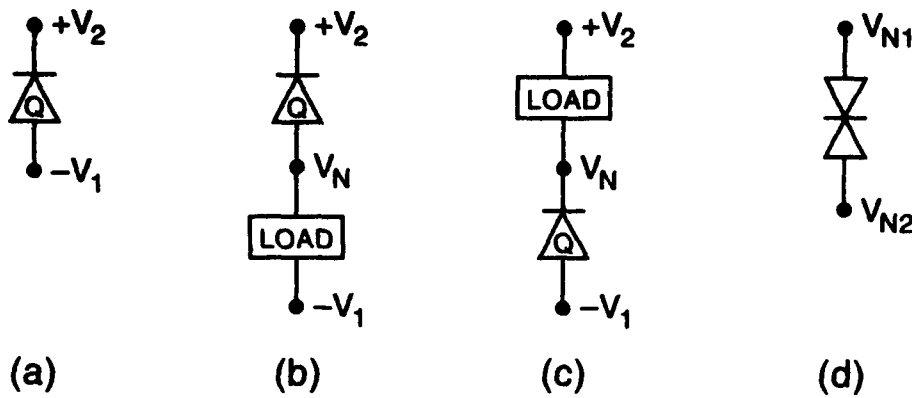 +V2
Q
−V1
(a)
+V2
Q
VN
LOAD
−V1
(b)
+V2
LOAD
VN
Q
−V1
(c)
VN1
VN2
(d)